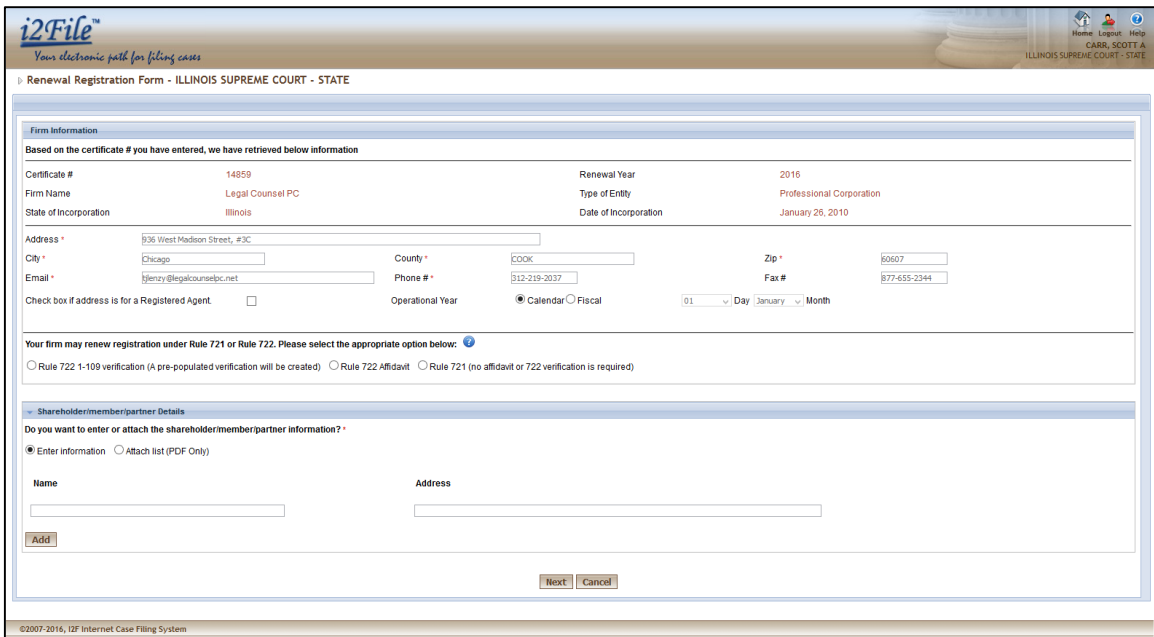 i2File™
Your electronic path for filing cases
Home Logout Help
CARR, SCOTT A
ILLINOIS SUPREME COURT - STATE
Renewal Registration Form - ILLINOIS SUPREME COURT - STATE
Firm Information
Based on the certificate # you have entered, we have retrieved below information
Certificate # 14859 Renewal Year 2016
Firm Name Legal Counsel PC Type of Entity Professional Corporation
State of Incorporation Illinois Date of Incorporation January 26, 2010
Address * 936 West Madison Street, #3C
City * Chicago County * COOK Zip * 60607
Email * tjlenzy@legalcounselpc.net Phone # * 312-219-2037 Fax # 877-655-2344
Check box if address is for a Registered Agent. Operational Year Calendar Fiscal 01 Day January Month
Your firm may renew registration under Rule 721 or Rule 722. Please select the appropriate option below: ?
Rule 722 1-109 verification (A pre-populated verification will be created) Rule 722 Affidavit Rule 721 (no affidavit or 722 verification is required)
Shareholder/member/partner Details
Do you want to enter or attach the shareholder/member/partner information? *
Enter information Attach list (PDF Only)
Name Address
Add
Next Cancel
©2007-2016, I2F Internet Case Filing System